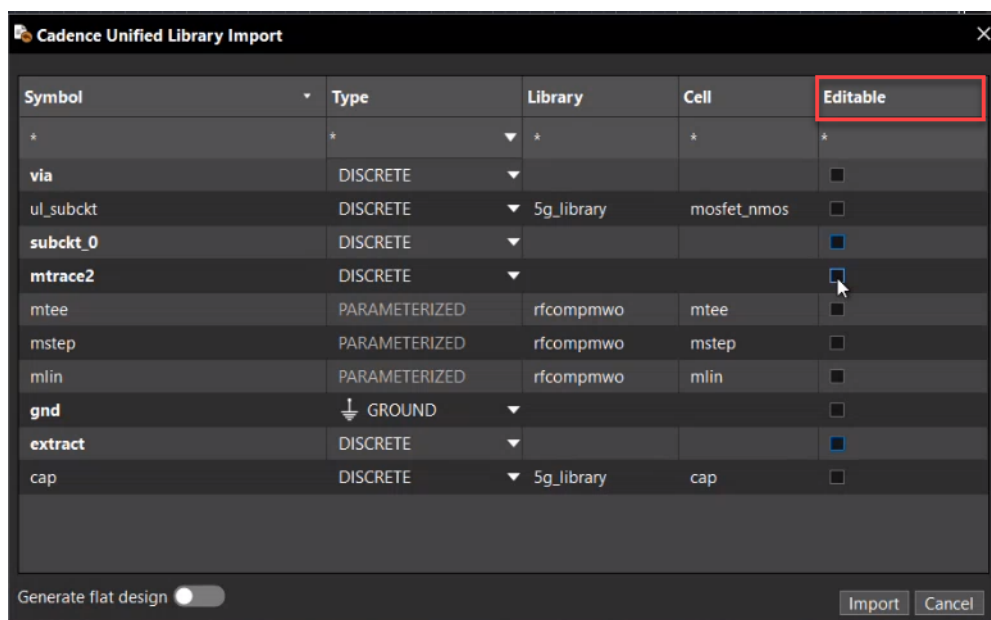 Cadence Unified Library Import
Symbol Type Library Cell Editable
* * * * *
via DISCRETE
ul_subckt DISCRETE 5g_library mosfet_nmos
subckt_0 DISCRETE
mtrace2 DISCRETE
mtee PARAMETERIZED rfcompmwo mtee
mstep PARAMETERIZED rfcompmwo mstep
mlin PARAMETERIZED rfcompmwo mlin
gnd GROUND
extract DISCRETE
cap DISCRETE 5g_library cap
Generate flat design
Import Cancel